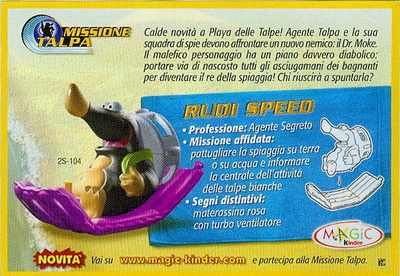 MISSIONE
TALPA
Calde novità a Playa delle Talpe! Agente Talpa e la sua
squadra di spie devono affrontare un nuovo nemico: il Dr. Moke.
Il malefico personaggio ha un piano davvero diabolico:
portare via di nascosto tutti gli asciugamani dei bagnanti
per diventare il re della spiaggia! Chi riuscirà a spuntarla?
RUDI SPEED
• Professione: Agente Segreto
• Missione affidata:
pattugliare la spiaggia su terra
o su acqua e informare
la centrale dell'attività
delle talpe bianche
• Segni distintivi:
materassino rosa
con turbo ventilatore
2S-104
MAGIC
Kinder
NOVITÀ Vai su www.magic-kinder.com e partecipa alla Missione Talpa.